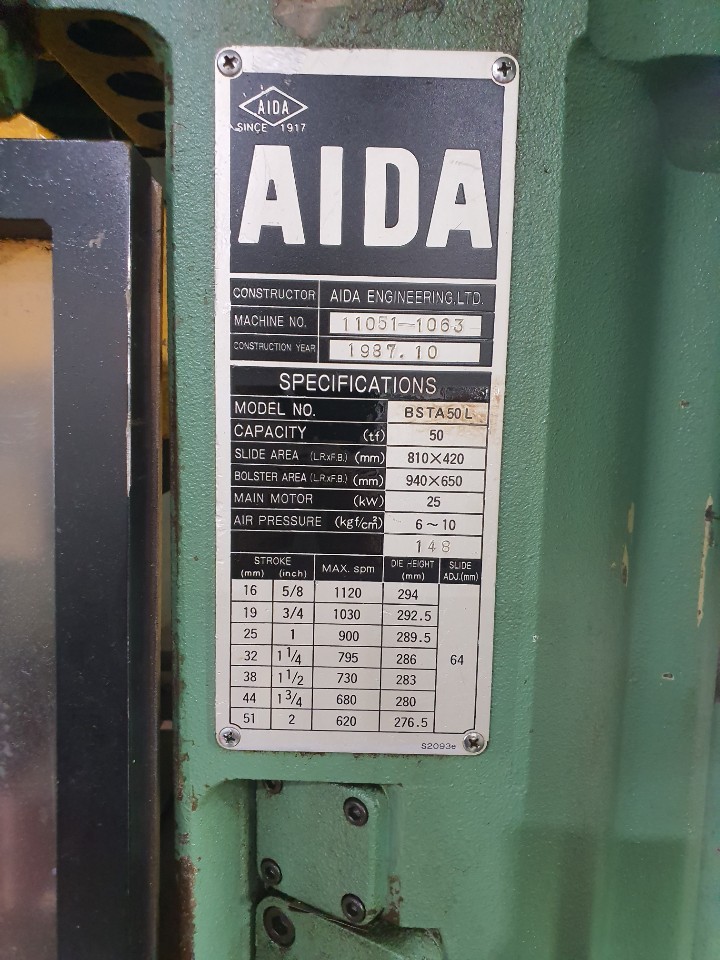 AIDA
SINCE 1917
AIDA
CONSTRUCTOR AIDA ENGINEERING, LTD.
MACHINE NO. 11051-1063
CONSTRUCTION YEAR 1987.10
SPECIFICATIONS
MODEL NO. BSTA50L
CAPACITY (tf) 50
SLIDE AREA (L.R.xF.B.) (mm) 810×420
BOLSTER AREA (L.R.xF.B.) (mm) 940×650
MAIN MOTOR (kW) 25
AIR PRESSURE (kgf/cm²) 6~10
148
STROKE (mm) (inch) MAX. spm DIE HEIGHT (mm) SLIDE ADJ.(mm)
16 5/8 1120 294
19 3/4 1030 292.5
25 1 900 289.5
32 1 1/4 795 286 64
38 1 1/2 730 283
44 1 3/4 680 280
51 2 620 276.5
S2093e